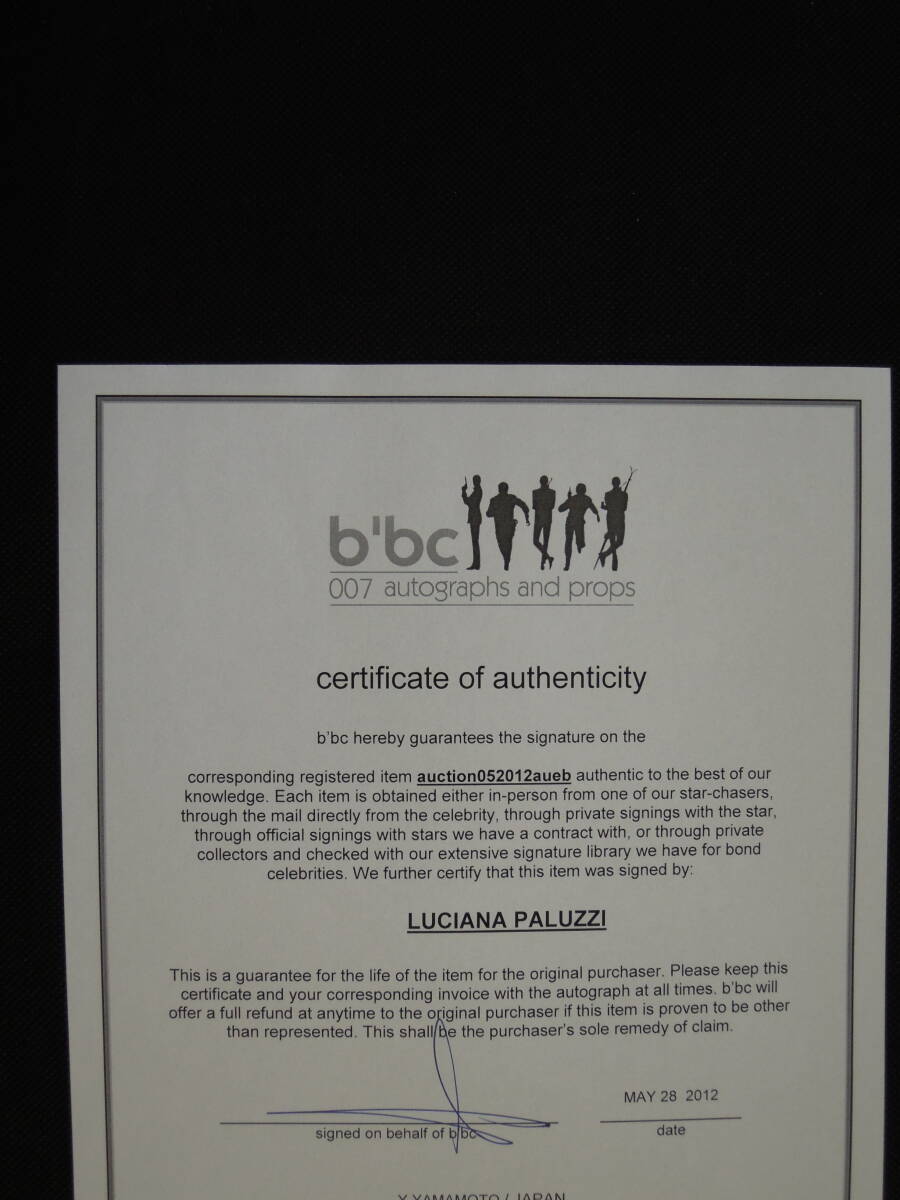 b'bc
007 autographs and props
certificate of authenticity
b'bc hereby guarantees the signature on the
corresponding registered item auction052012aueb authentic to the best of our
knowledge. Each item is obtained either in-person from one of our star-chasers,
through the mail directly from the celebrity, through private signings with the star,
through official signings with stars we have a contract with, or through private
collectors and checked with our extensive signature library we have for bond
celebrities. We further certify that this item was signed by:
LUCIANA PALUZZI
This is a guarantee for the life of the item for the original purchaser. Please keep this
certificate and your corresponding invoice with the autograph at all times. b'bc will
offer a full refund at anytime to the original purchaser if this item is proven to be other
than represented. This shall be the purchaser's sole remedy of claim.
MAY 28 2012
signed on behalf of b'bc
date
Y.YAMAMOTO / JAPAN